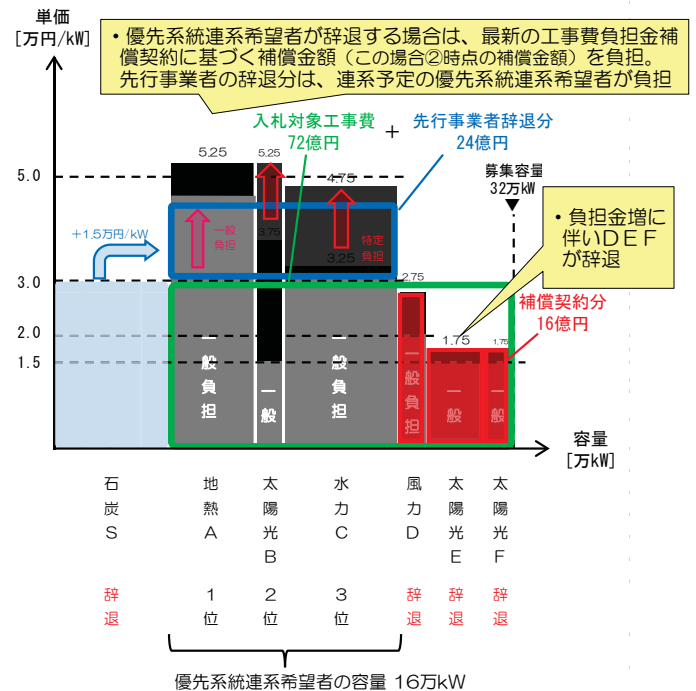 単価
[万円/kW]
・優先系統連系希望者が辞退する場合は、最新の工事費負担金補
償契約に基づく補償金額（この場合②時点の補償金額）を負担。
先行事業者の辞退分は、連系予定の優先系統連系希望者が負担
入札対象工事費
72億円
+
先行事業者辞退分
24億円
募集容量
32万kW
・負担金増に
伴いＤＥＦ
が辞退
5.0
3.0
2.0
1.5
+1.5万円/kW
5.25
5.25
4.75
3.75
3.25
2.75
1.75
1.75
一般
負担
特定
負担
補償契約分
16億円
一般負担
一般
一般負担
一般負担
一般
一般
容量
[万kW]
石炭S
地熱A
太陽光B
水力C
風力D
太陽光E
太陽光F
辞退
1位
2位
3位
辞退
辞退
辞退
優先系統連系希望者の容量 16万kW